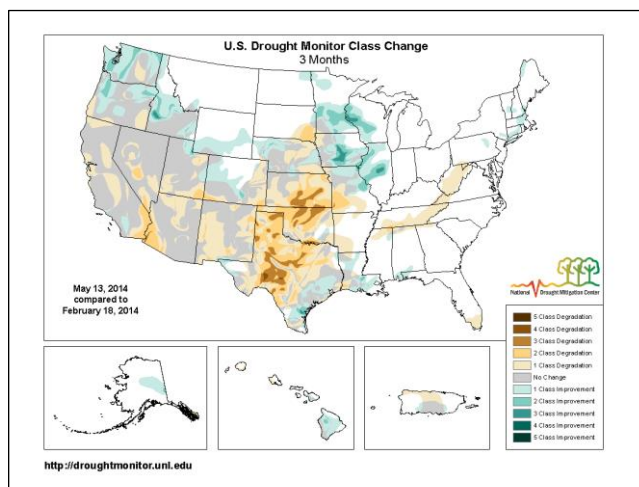 U.S. Drought Monitor Class Change
3 Months
May 13, 2014
compared to
February 18, 2014
National Drought Mitigation Center
5 Class Degradation
4 Class Degradation
3 Class Degradation
2 Class Degradation
1 Class Degradation
No Change
1 Class Improvement
2 Class Improvement
3 Class Improvement
4 Class Improvement
5 Class Improvement
http://droughtmonitor.unl.edu